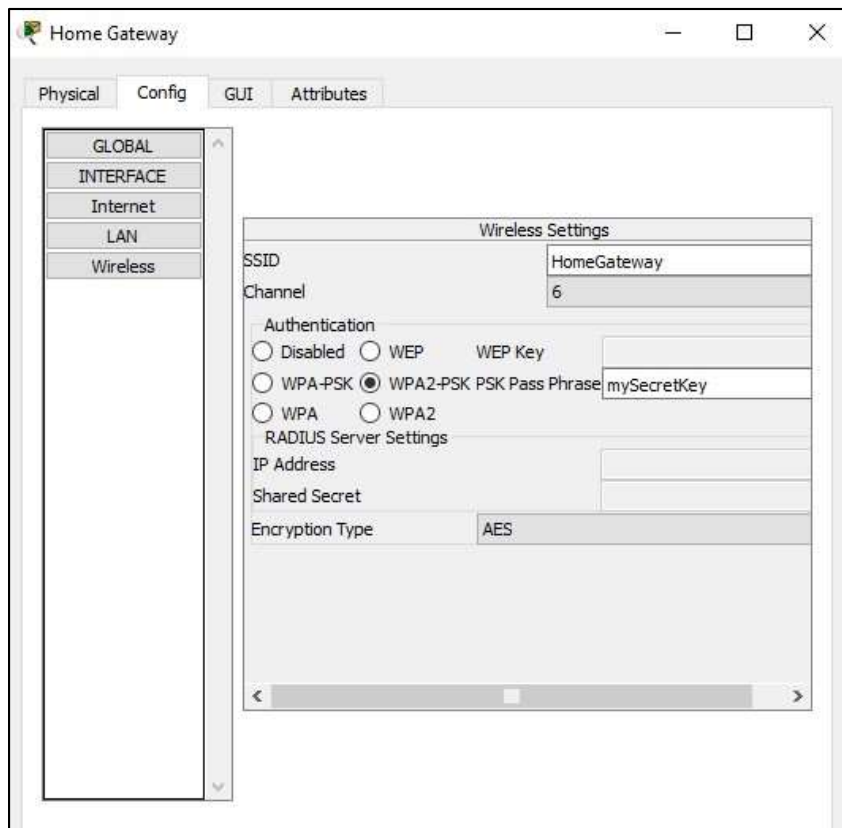 Home Gateway
Physical Config GUI Attributes
GLOBAL
INTERFACE
Internet
LAN
Wireless
Wireless Settings
SSID HomeGateway
Channel 6
Authentication
Disabled WEP WEP Key
WPA-PSK WPA2-PSK PSK Pass Phrase mySecretKey
WPA WPA2
RADIUS Server Settings
IP Address
Shared Secret
Encryption Type AES